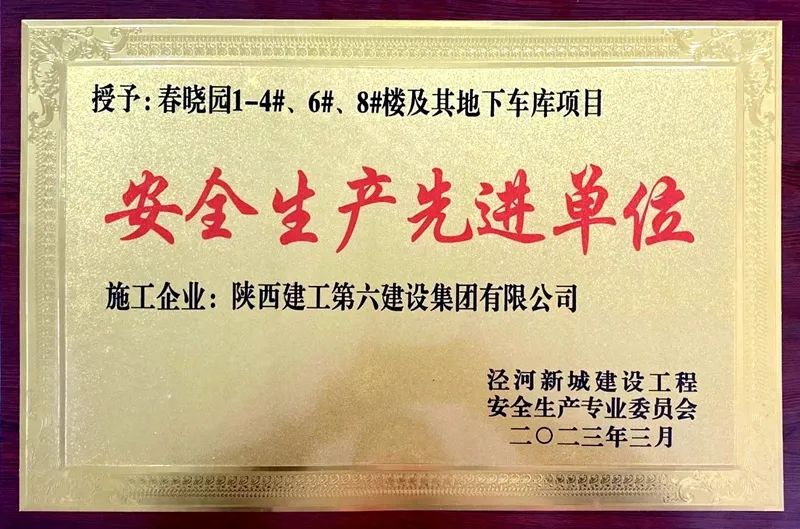 授予:春晓园1-4#、6#、8#楼及其地下车库项目
安全生产先进单位
施工企业:陕西建工第六建设集团有限公司
泾河新城建设工程
安全生产专业委员会
二〇二三年三月